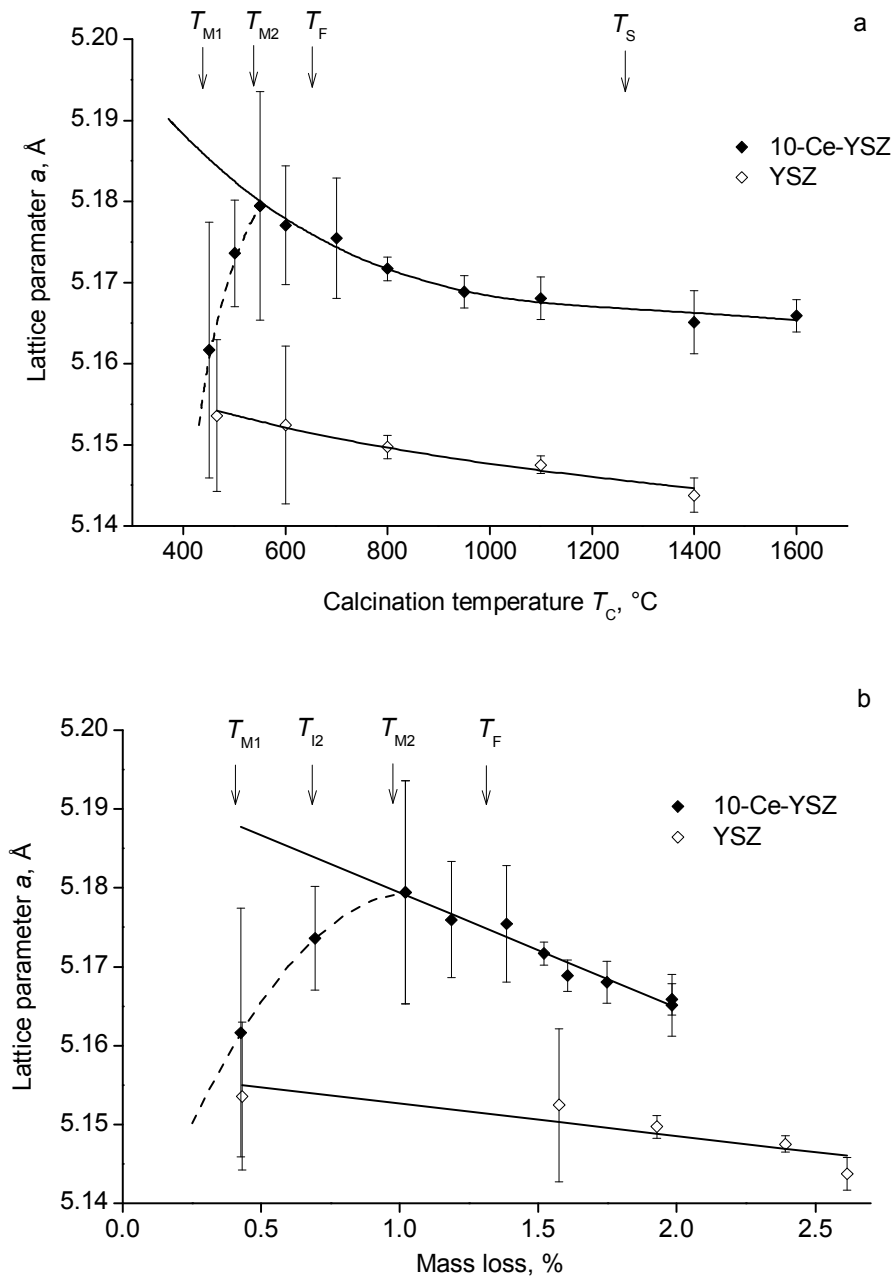 a
T_M1 T_M2 T_F T_S
5.20
5.19
5.18
5.17
5.16
5.15
5.14
Lattice paramater a, Å
10-Ce-YSZ
YSZ
400 600 800 1000 1200 1400 1600
Calcination temperature T_C, °C
b
T_M1 T_I2 T_M2 T_F
5.20
5.19
5.18
5.17
5.16
5.15
5.14
Lattice parameter a, Å
10-Ce-YSZ
YSZ
0.0 0.5 1.0 1.5 2.0 2.5
Mass loss, %